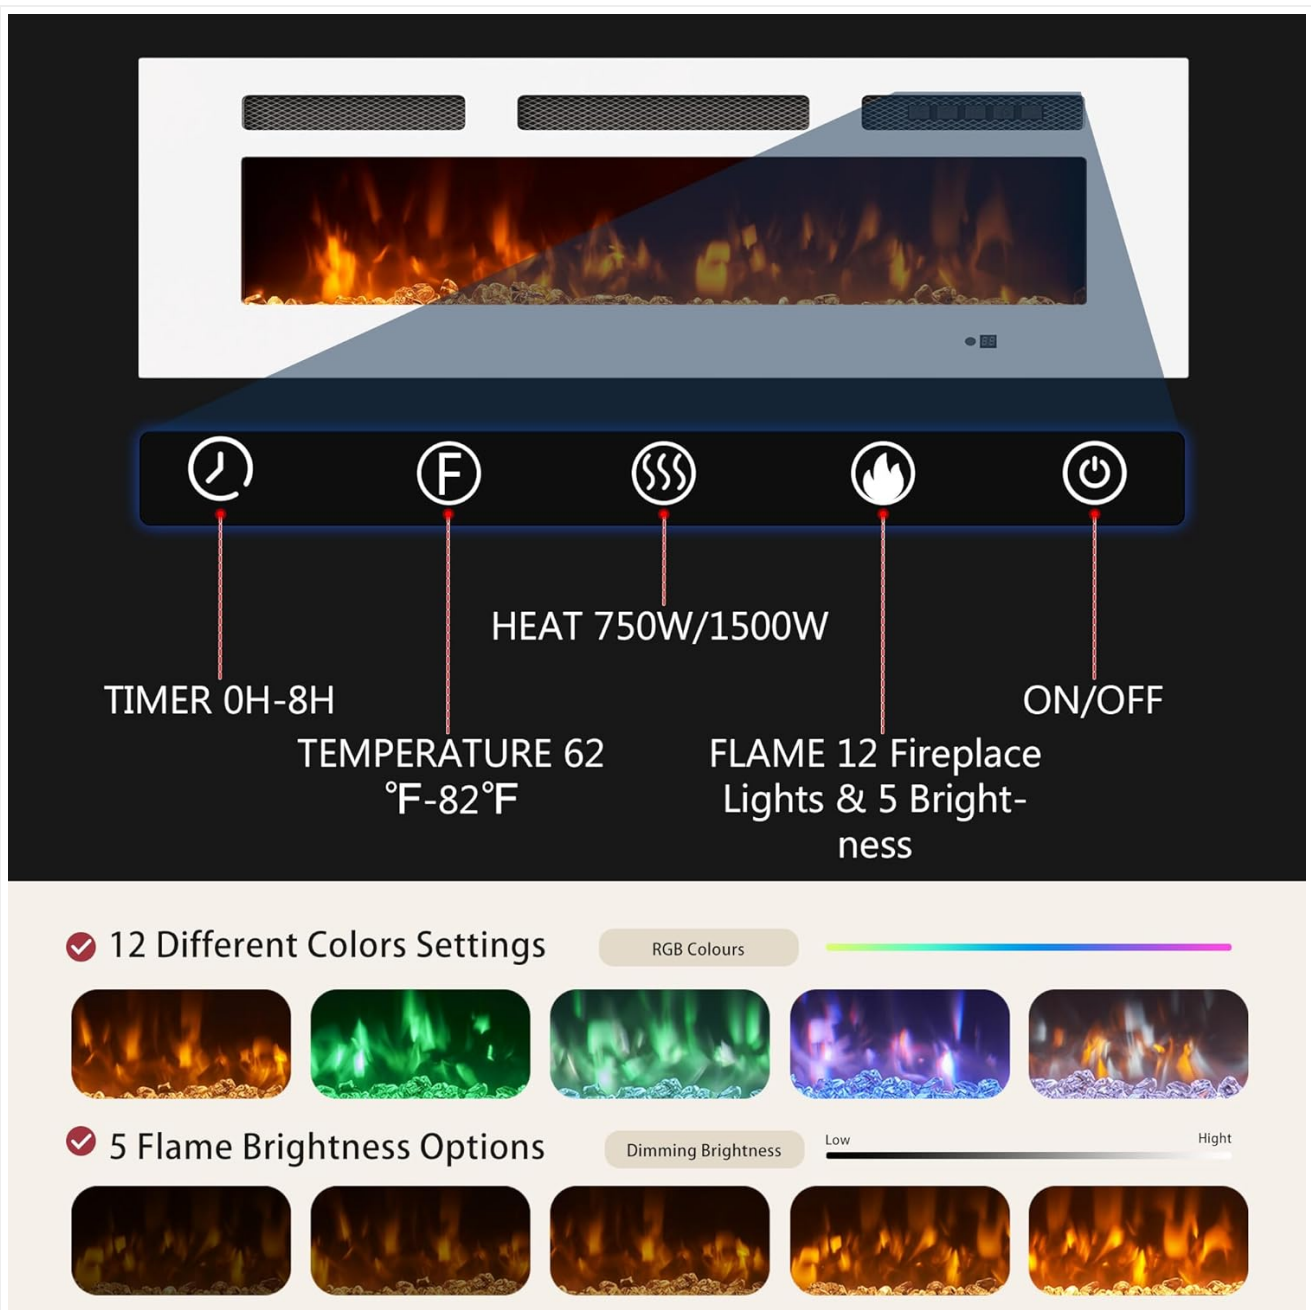 F
HEAT 750W/1500W
TIMER 0H-8H
ON/OFF
TEMPERATURE 62
℉-82℉
FLAME 12 Fireplace
Lights & 5 Bright-
ness
12 Different Colors Settings
RGB Colours
5 Flame Brightness Options
Dimming Brightness
Low
Hight